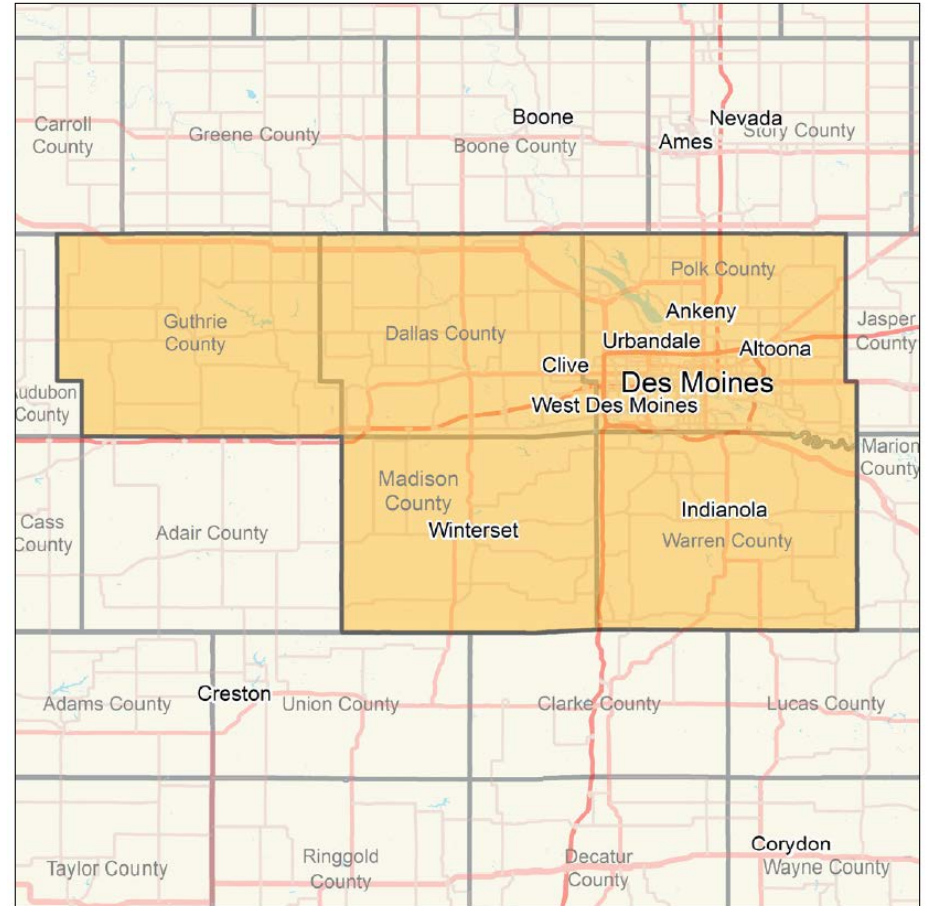 Boone
Nevada
Carroll
County
Greene County
Boone County
Ames
Story County
Polk County
Guthrie
County
Dallas County
Ankeny
Urbandale
Altoona
Jasper
County
Clive
Des Moines
West Des Moines
udubon
County
Marion
County
Madison
County
Winterset
Indianola
Warren County
Cass
County
Adair County
Creston
Adams County
Union County
Clarke County
Lucas County
Taylor County
Ringgold
County
Decatur
County
Corydon
Wayne County